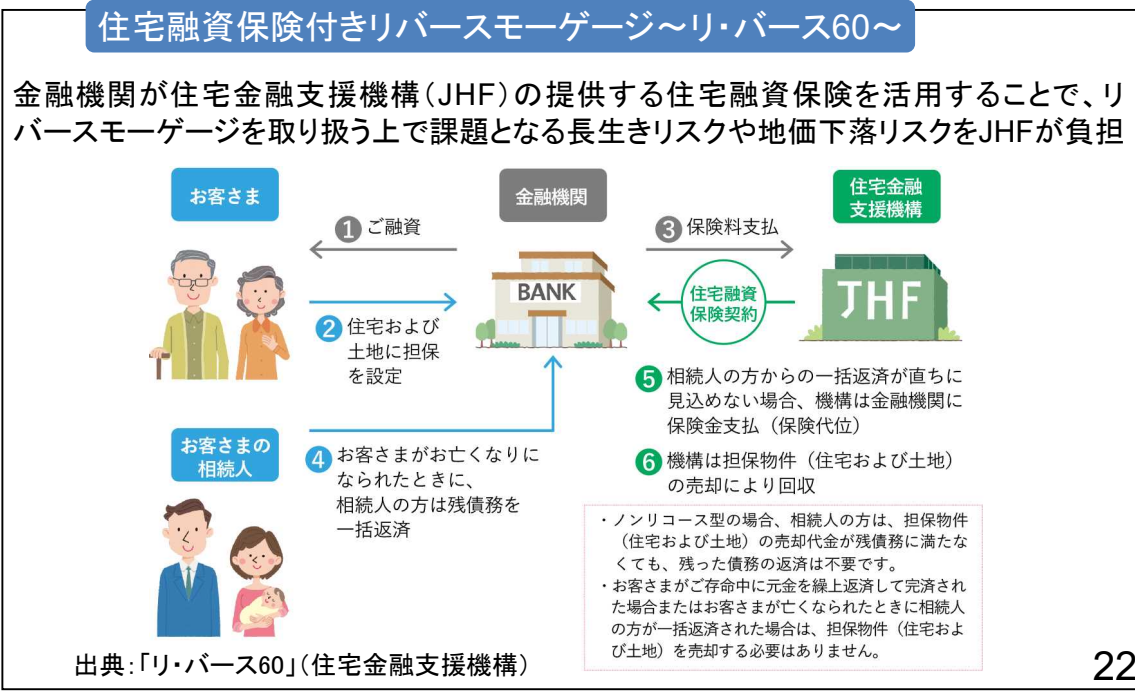 住宅融資保険付きリバースモーゲージ～リ・バース60～
金融機関が住宅金融支援機構（JHF）の提供する住宅融資保険を活用することで、リ
バースモーゲージを取り扱う上で課題となる長生きリスクや地価下落リスクをJHFが負担
お客さま
金融機関
住宅金融
支援機構
1 ご融資
3 保険料支払
BANK
住宅融資
保険契約
JHF
2 住宅および
土地に担保
を設定
5 相続人の方からの一括返済が直ちに
見込めない場合、機構は金融機関に
保険金支払（保険代位）
お客さまの
相続人
4 お客さまがお亡くなりに
なられたときに、
相続人の方は残債務を
一括返済
6 機構は担保物件（住宅および土地）
の売却により回収
・ノンリコース型の場合、相続人の方は、担保物件
（住宅および土地）の売却代金が残債務に満たな
くても、残った債務の返済は不要です。
・お客さまがご存命中に元金を繰上返済して完済され
た場合またはお客さまが亡くなられたときに相続人
の方が一括返済された場合は、担保物件（住宅およ
び土地）を売却する必要はありません。
出典：「リ・バース60」（住宅金融支援機構）
22